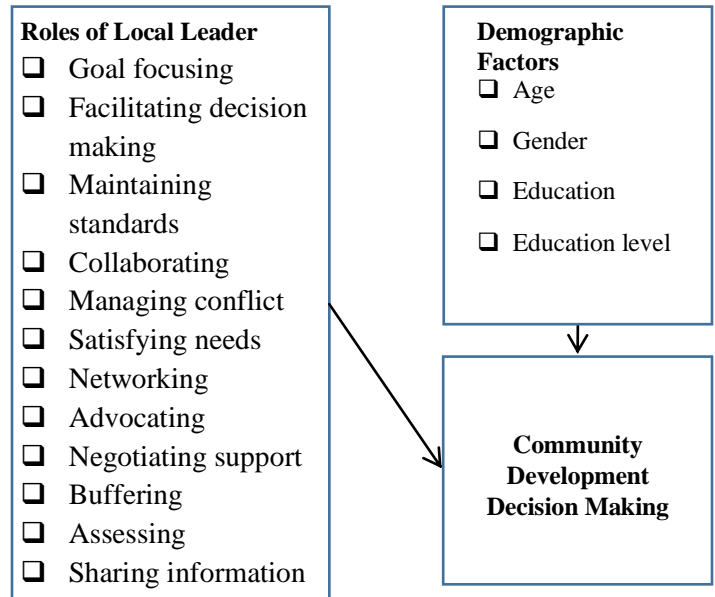 Roles of Local Leader
❑ Goal focusing
❑ Facilitating decision
making
❑ Maintaining
standards
❑ Collaborating
❑ Managing conflict
❑ Satisfying needs
❑ Networking
❑ Advocating
❑ Negotiating support
❑ Buffering
❑ Assessing
❑ Sharing information
Demographic
Factors
❑ Age
❑ Gender
❑ Education
❑ Education level
Community
Development
Decision Making